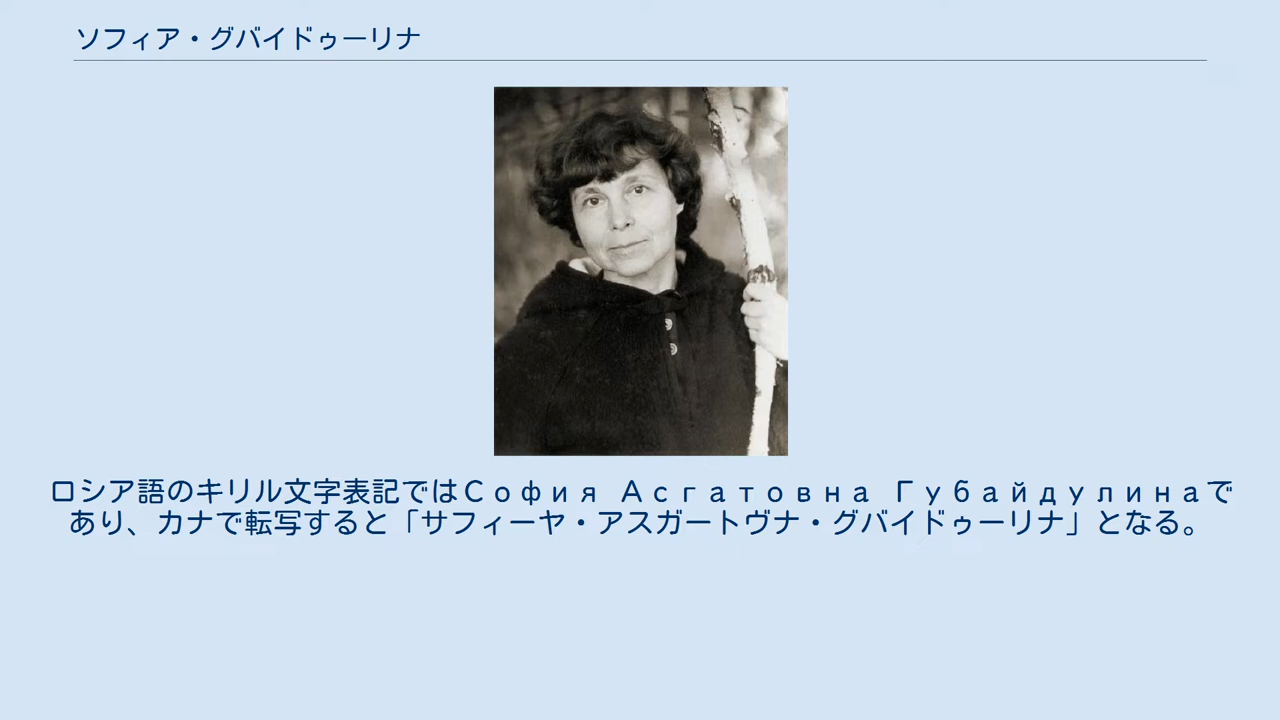 ソフィア・グバイドゥーリナ
ロシア語のキリル文字表記ではСофия Асгатовна Губайдулинаで
あり、カナで転写すると「サフィーヤ・アスガートヴナ・グバイドゥーリナ」となる。